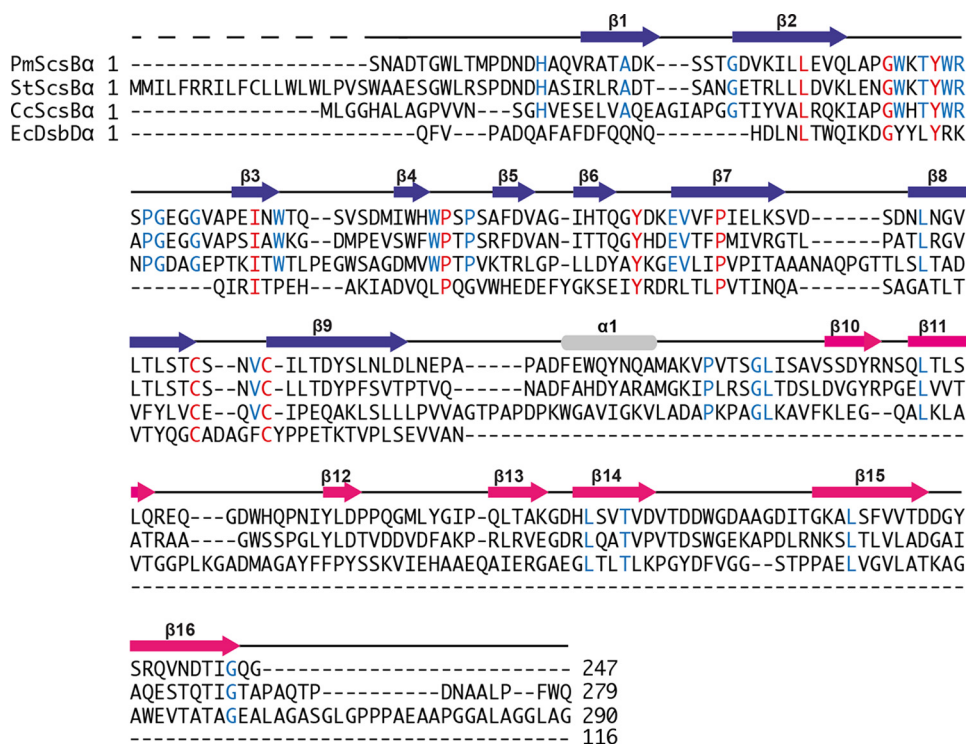 β1 β2
PmScsBα 1 --------------------SNADTGWLTMPDNDHAQVRATADK---SSTGDVKILLEVQLAPGWKTYWR
StScsBα 1 MMILFRRILFCLLWLWLPVSWAAESGWLRSPDNDHASIRLRADT---SANGETRLLLDVKLENGWKTYWR
CcScsBα 1 ----------------MLGGHALAGPVVN---SGHVESELVAQEAGIAPGGTIYVALRQKIAPGWHTYWR
EcDsbDα 1 ------------------------QFV--PADQAFAFDFQQNQ-------HDLNLTWQIKDGYYLYRK
β3 β4 β5 β6 β7 β8
SPGEGGVAPEINWTQ--SVSDMIWHWPSPSAFDVAG-IHTQGYDKEVVFPIELKSVD------SDNLNGV
APGEGGVAPSIAWKG--DMPEVSWFWPTPSRFDVAN-ITTQGYHDEVTFPMIVRGTL------PATLRGV
NPGDAGEPTKITWTLPEGWSAGDMVWPTPVKTRLGP-LLDYAYKGEVLIPVPITAAANAQPGTTLSLTAD
-------QIRITPEH---AKIADVQLPQGVWHEDEFYGKSEIYRDRLTLPVTINQA------SAGATLT
β9 α1 β10 β11
LTLSTCS--NVC-ILTDYSLNLDLNEPA----PADFEWQYNQAMAKVPVTSGLISAVSSDYRNSQLTLS
LTLSTCS--NVC-ILTDYPFSVTPTVQ-----NADFAHDYARAMGKIPLRSGLTDSLDVGYRPGELVVT
VFYLVCE--QVC-IPEQAKLSLLLPVVAGTPAPDPKWGAVIGKVLADAPKPAGLKAVFKLEG--QALKLA
VTYQGCADAGFCYPPETKTVPLSEVVAN------------------------------------------
β12 β13 β14 β15
LQREQ---GDWHQPNIYLDPPQGMLYGIP-QLTAKGDHLSVTVDVTDDWGDAAGDITGKALSFVVTDDGY
ATRAA---GWSSPGLYLDTVDDVDFAKP-RLRVEGDRLQATVPVTDSWGEKAPDLRNKSLTLVLADGAI
VTGGPLKGADMAGAYFFPYSSKVIEHAAEQAIERGAEGLTLTLKPGYDFVGG--STPPAELVGVLATKAG
----------------------------------------------------------------------
β16
SRQVNDTIGQG-------------------------- 247
AQESTQTIGTAPAQTP----------DNAALP--FWQ 279
AWEVTATAGEALAGASGLGPPPAEAAPGGALAGGLAG 290
------------------------------------- 116